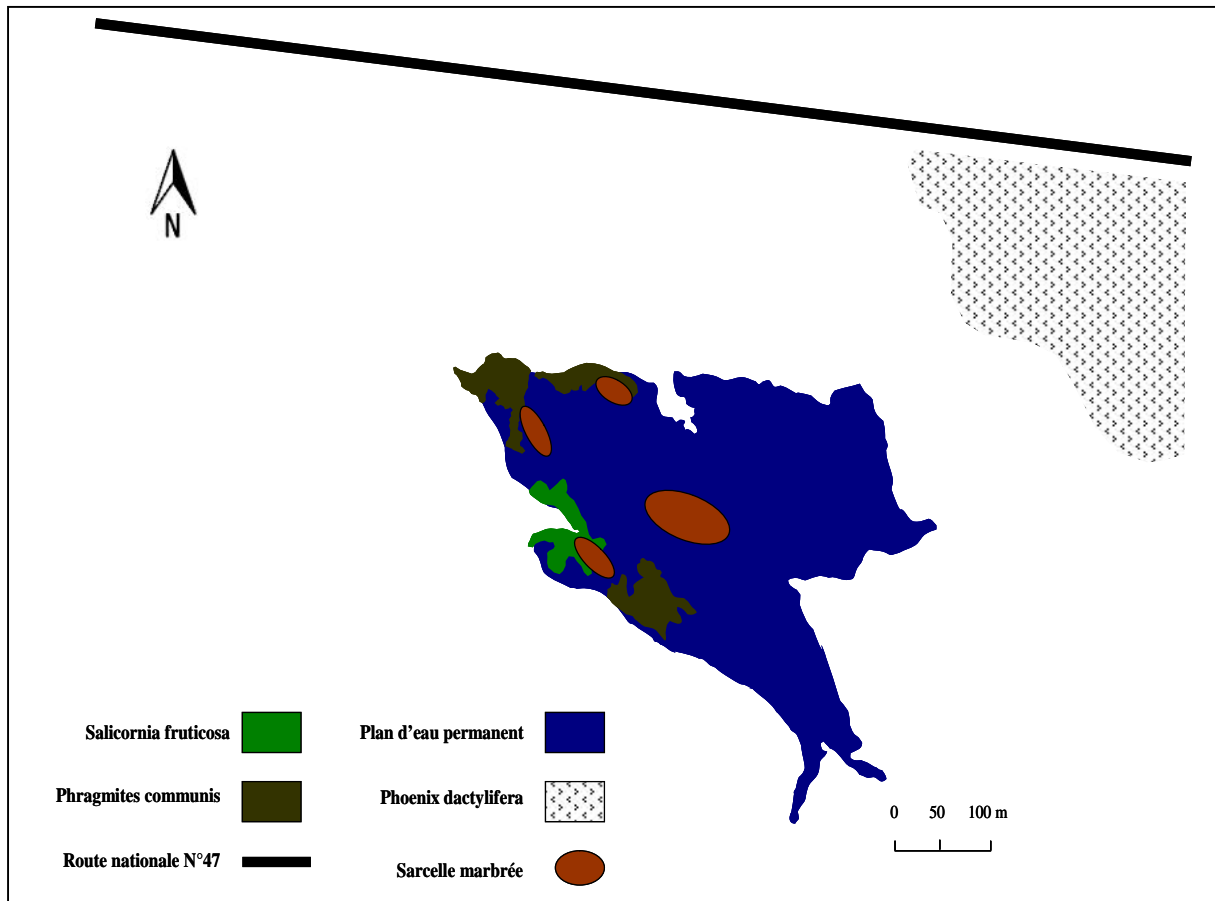 N
Salicornia fruticosa
Plan d'eau permanent
Phragmites communis
Phoenix dactylifera
0 50 100 m
Route nationale N°47
Sarcelle marbrée